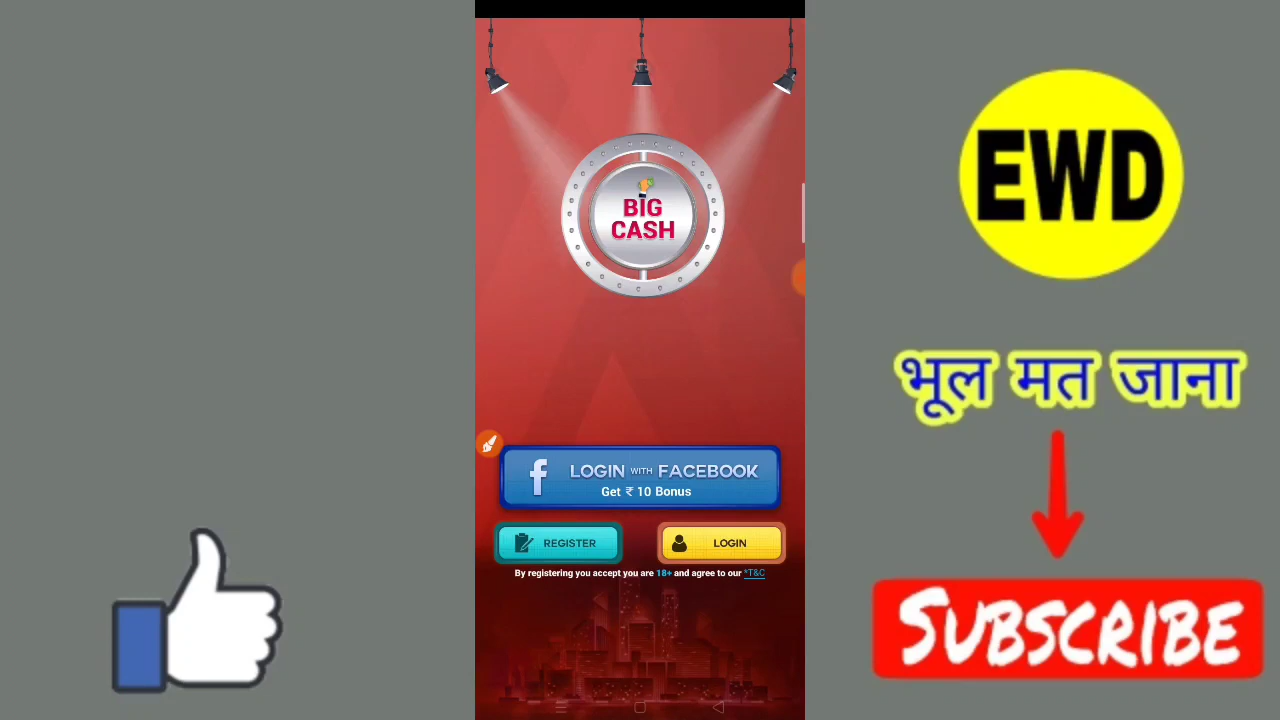 BIG
CASH
LOGIN WITH FACEBOOK
Get ₹ 10 Bonus
REGISTER
LOGIN
By registering you accept you are 18+ and agree to our *T&C
EWD
भूल मत जाना
SUBSCRIBE